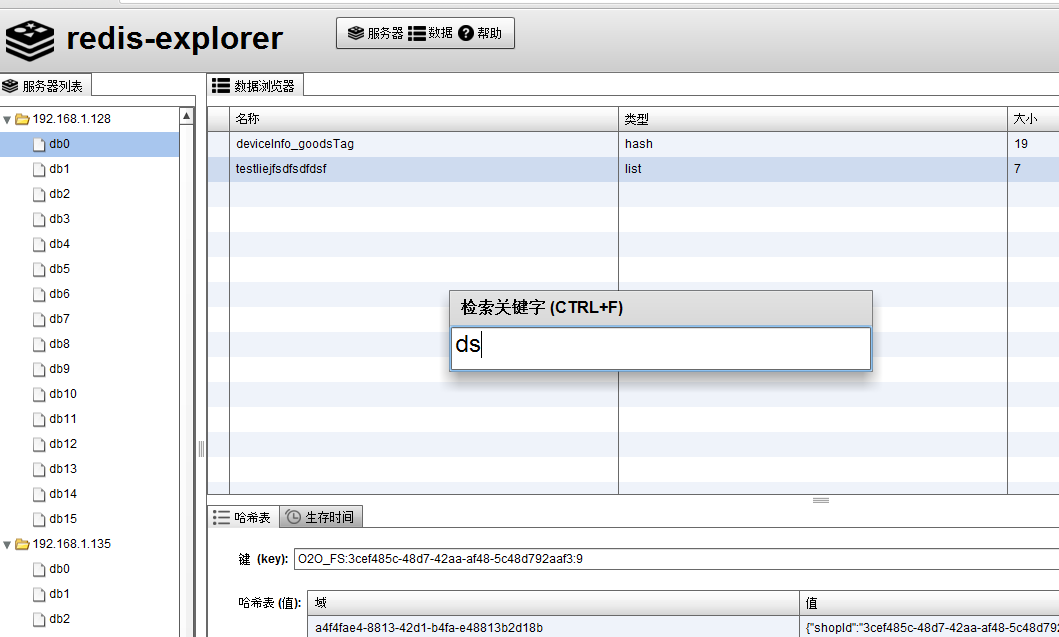 redis-explorer
服务器 数据 帮助
服务器列表
数据浏览器
192.168.1.128
db0
db1
db2
db3
db4
db5
db6
db7
db8
db9
db10
db11
db12
db13
db14
db15
192.168.1.135
db0
db1
db2
名称 类型 大小
deviceInfo_goodsTag hash 19
testliejfsdfsdfdsf list 7
检索关键字 (CTRL+F)
ds
哈希表 生存时间
键 (key): O2O_FS:3cef485c-48d7-42aa-af48-5c48d792aaf3:9
哈希表 (值): 域 值
a4f4fae4-8813-42d1-b4fa-e48813b2d18b {"shopId":"3cef485c-48d7-42aa-af48-5c48d79